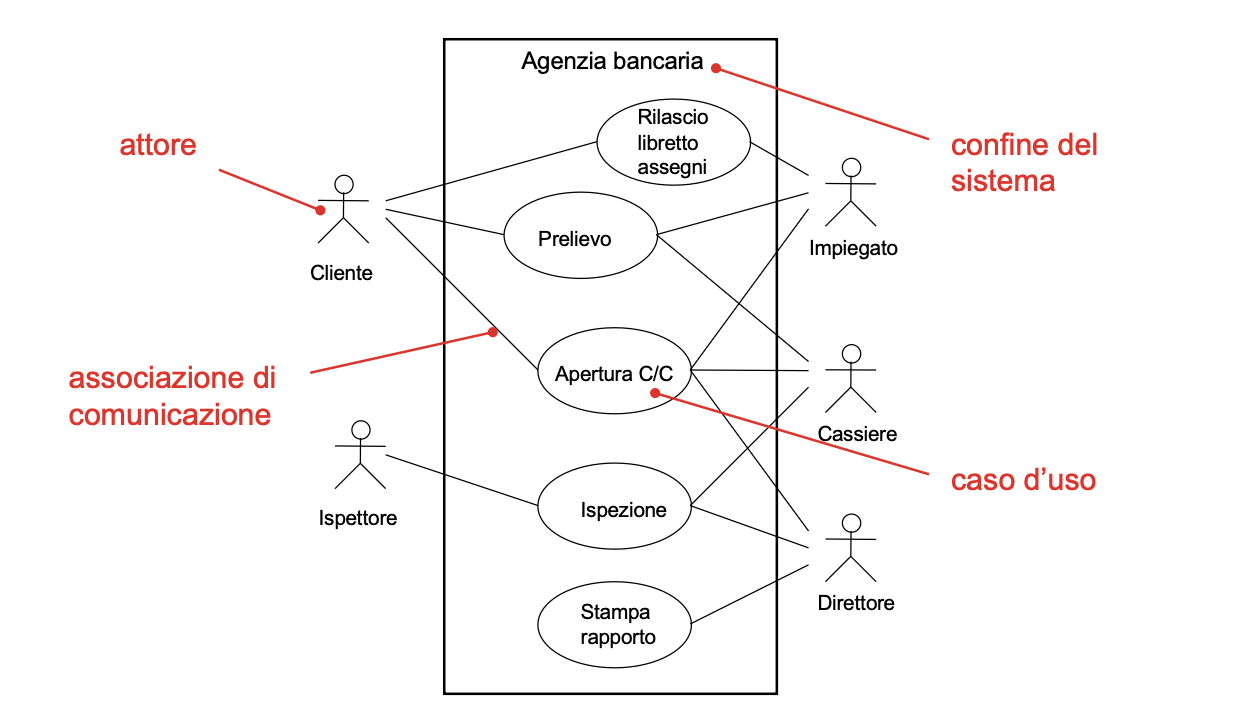 Agenzia bancaria
Rilascio
libretto
assegni
attore
confine del
sistema
Prelievo
Impiegato
Cliente
associazione di
comunicazione
Apertura C/C
Cassiere
caso d'uso
Ispettore
Ispezione
Direttore
Stampa
rapporto